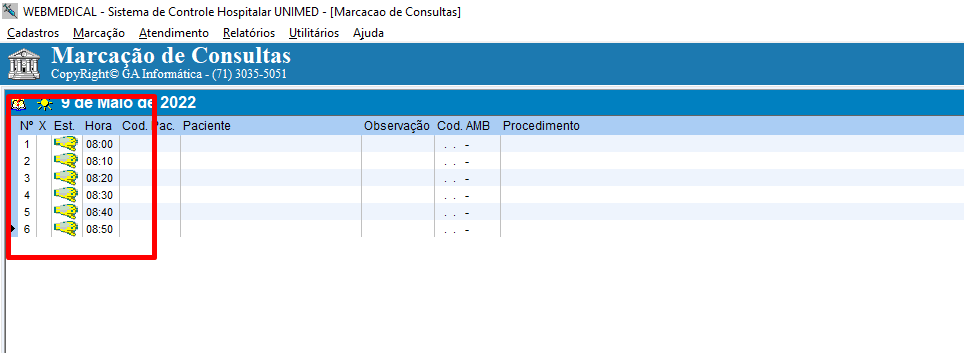 WEBMEDICAL - Sistema de Controle Hospitalar UNIMED - [Marcacao de Consultas]
Cadastros Marcação Atendimento Relatórios Utilitários Ajuda
Marcação de Consultas
CopyRight© GA Informática - (71) 3035-5051
9 de Maio de 2022
Nº X Est. Hora Cod. Pac. Paciente Observação Cod. AMB Procedimento
1 08:00 . . -
2 08:10 . . -
3 08:20 . . -
4 08:30 . . -
5 08:40 . . -
6 08:50 . . -